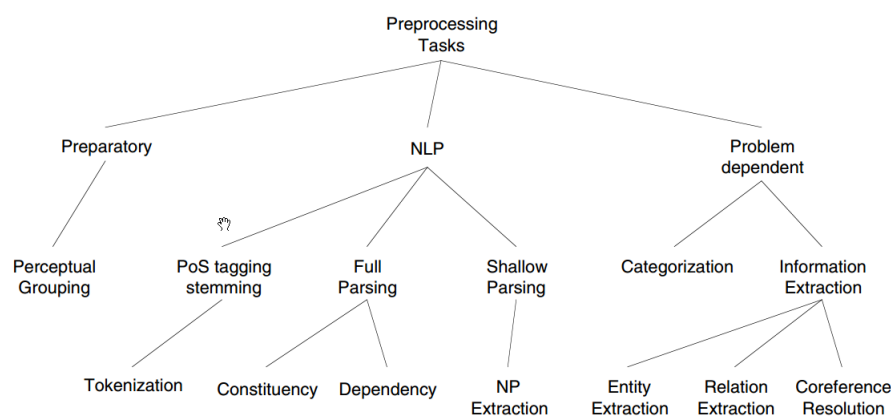 Preprocessing
Tasks
Preparatory
NLP
Problem
dependent
Perceptual
Grouping
PoS tagging
stemming
Full
Parsing
Shallow
Parsing
Categorization
Information
Extraction
Tokenization
Constituency
Dependency
NP
Extraction
Entity
Extraction
Relation
Extraction
Coreference
Resolution